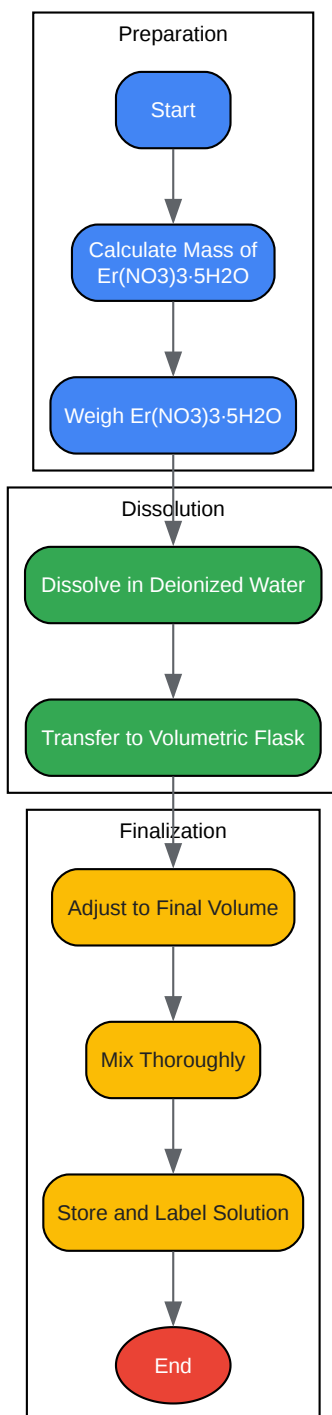 Preparation
Start
Calculate Mass of
Er(NO3)3·5H2O
Weigh Er(NO3)3·5H2O
Dissolution
Dissolve in Deionized Water
Transfer to Volumetric Flask
Finalization
Adjust to Final Volume
Mix Thoroughly
Store and Label Solution
End